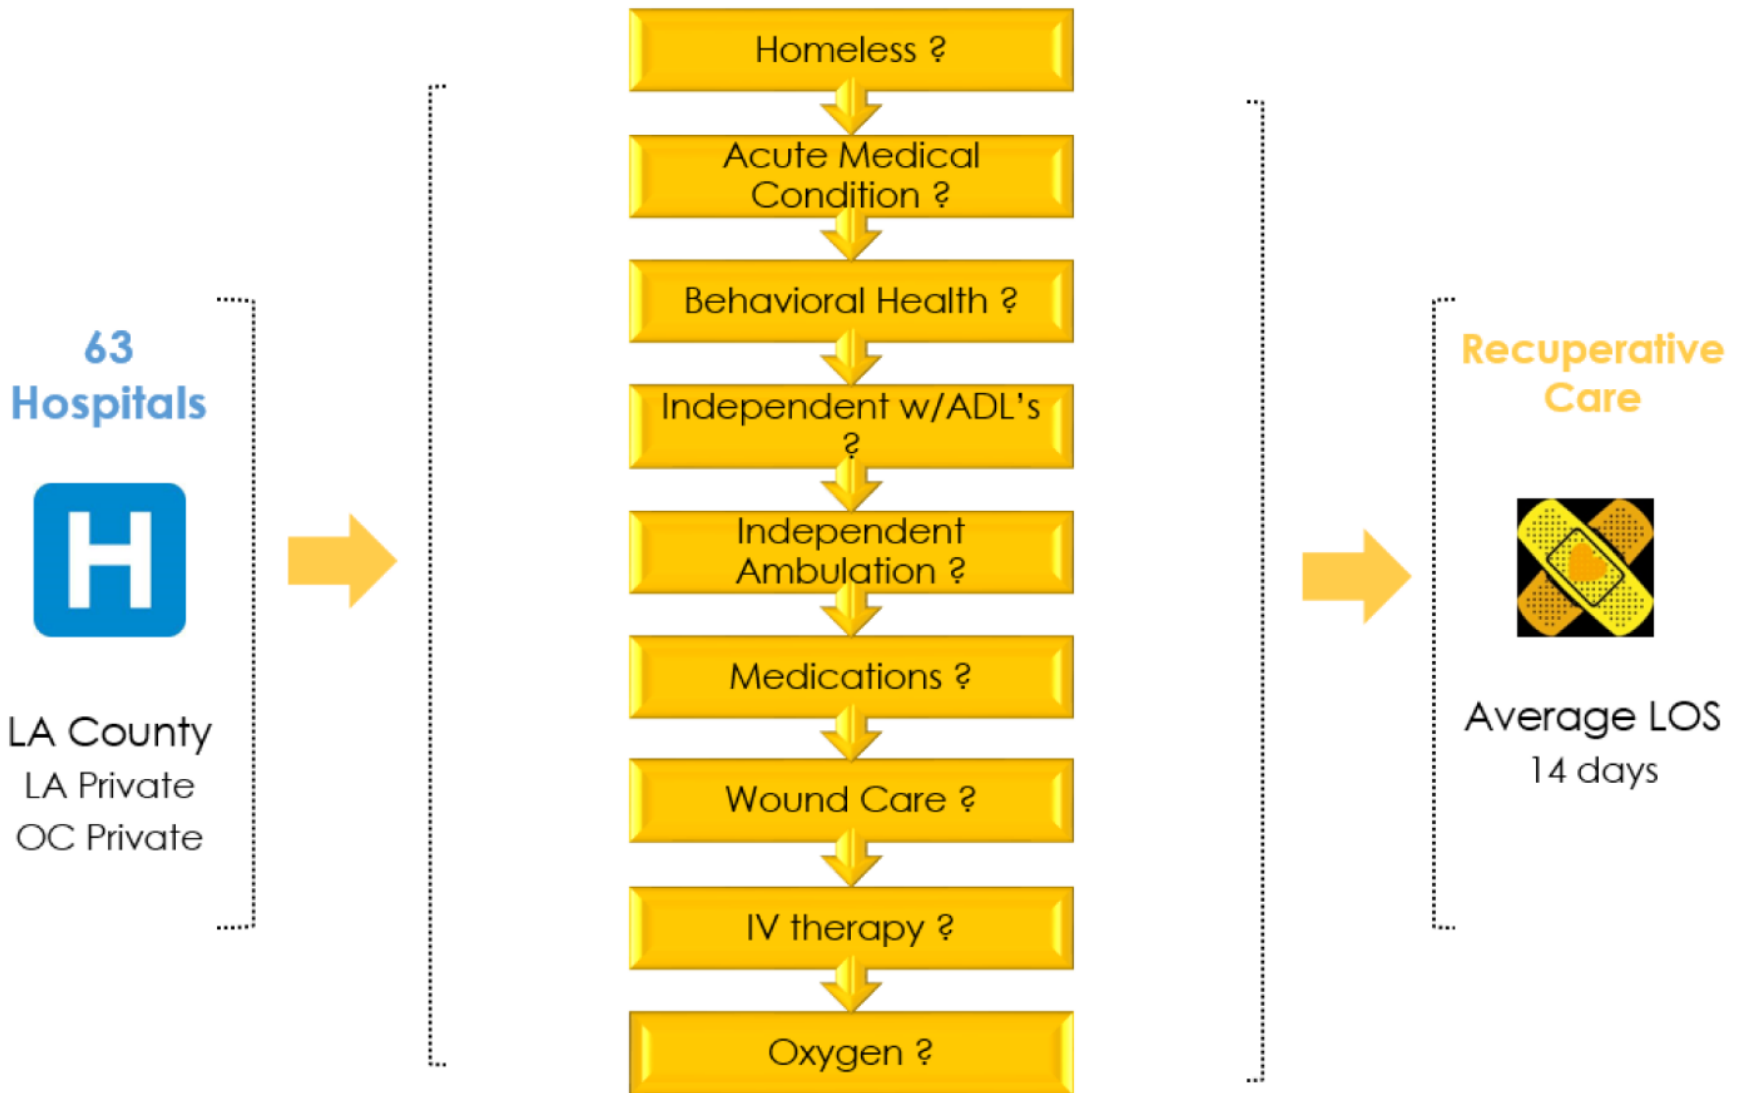 63
Hospitals
H
LA County
LA Private
OC Private
Homeless ?
Acute Medical
Condition ?
Behavioral Health ?
Independent w/ADL's
?
Independent
Ambulation ?
Medications ?
Wound Care ?
IV therapy ?
Oxygen ?
Recuperative
Care
Average LOS
14 days